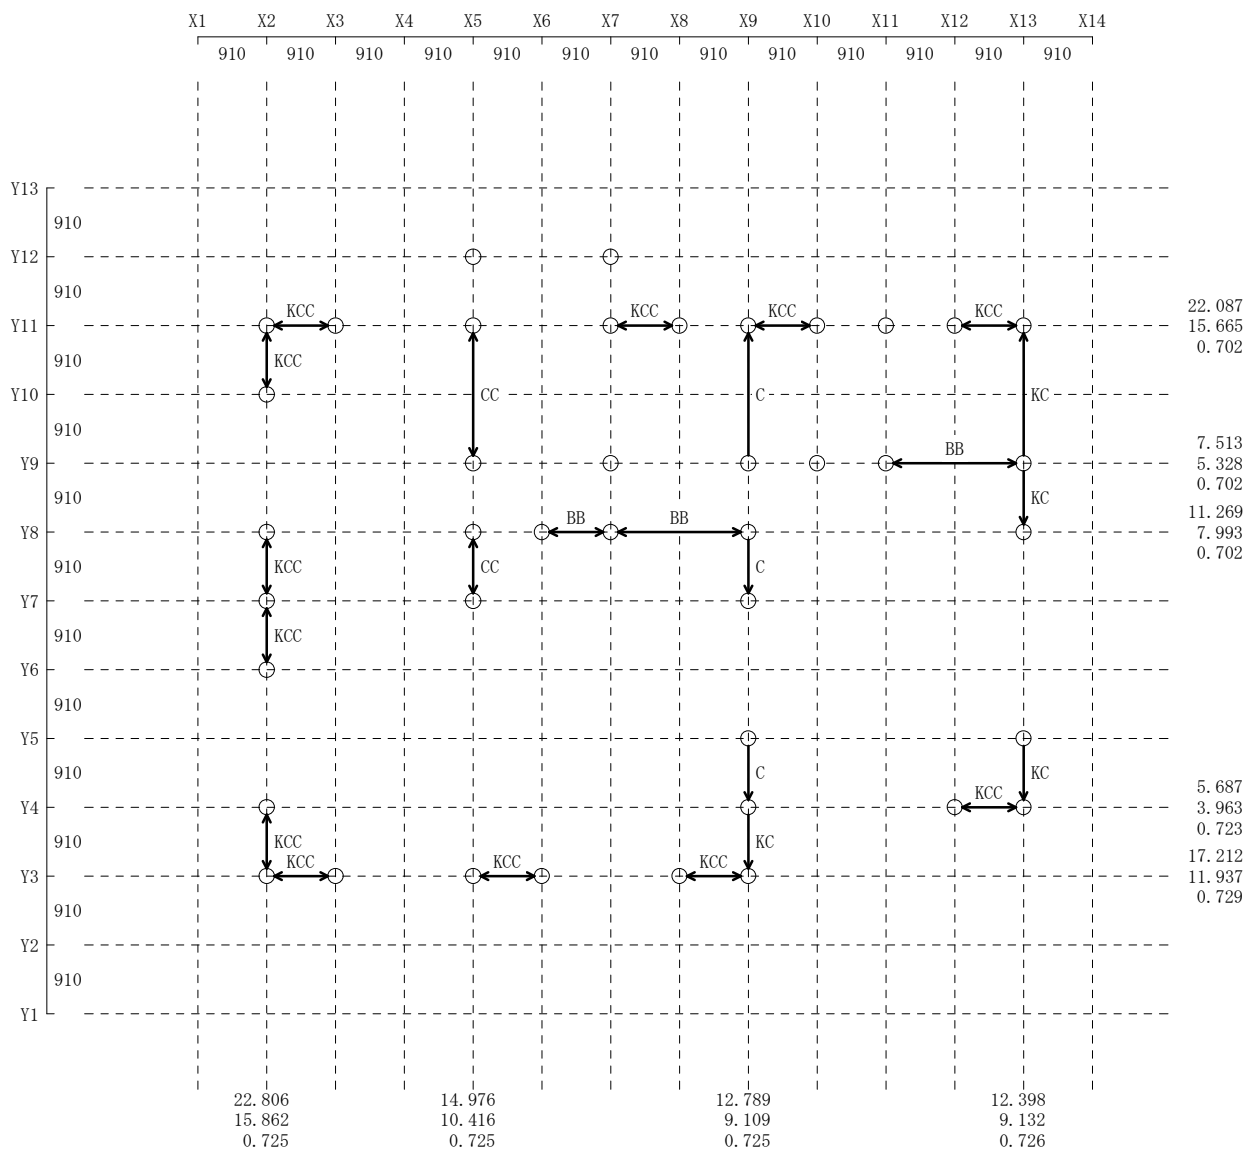 X1 X2 X3 X4 X5 X6 X7 X8 X9 X10 X11 X12 X13 X14
910 910 910 910 910 910 910 910 910 910 910 910 910
Y13
910
Y12
910
KCC KCC KCC KCC 22.087
Y11 15.665
0.702
910 KCC
Y10 CC C KC
910
BB 7.513
Y9 5.328
0.702
910 KC
BB BB 11.269
Y8 7.993
0.702
910 KCC CC C
Y7
910 KCC
Y6
910
Y5
910 C KC
KCC 5.687
Y4 3.963
0.723
910 KCC KC
KCC KCC KCC 17.212
Y3 11.937
0.729
910
Y2
910
Y1
22.806 14.976 12.789 12.398
15.862 10.416 9.109 9.132
0.725 0.725 0.725 0.726